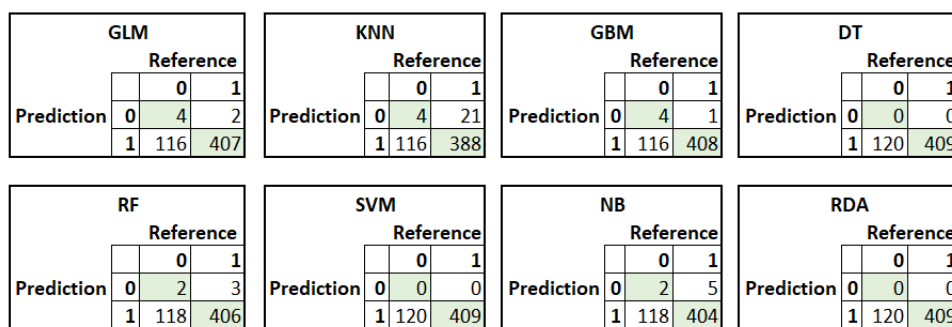 GLM
Reference
0 1
Prediction 0 4 2
1 116 407
KNN
Reference
0 1
Prediction 0 4 21
1 116 388
GBM
Reference
0 1
Prediction 0 4 1
1 116 408
DT
Reference
0 1
Prediction 0 0 0
1 120 409
RF
Reference
0 1
Prediction 0 2 3
1 118 406
SVM
Reference
0 1
Prediction 0 0 0
1 120 409
NB
Reference
0 1
Prediction 0 2 5
1 118 404
RDA
Reference
0 1
Prediction 0 0 0
1 120 409